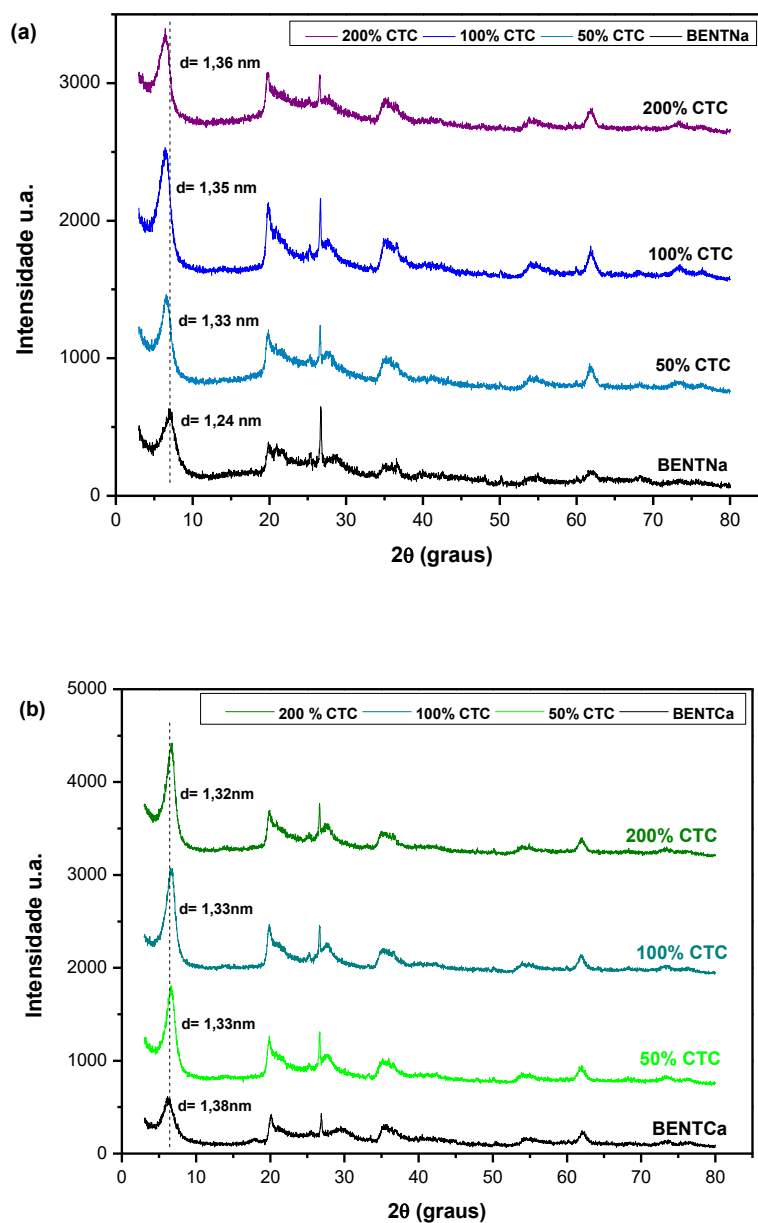 (a)
200% CTC 100% CTC 50% CTC BENTNa
d= 1,36 nm
200% CTC
d= 1,35 nm
100% CTC
d= 1,33 nm
50% CTC
d= 1,24 nm
BENTNa
Intensidade u.a.
3000
2000
1000
0
0 10 20 30 40 50 60 70 80
2θ (graus)
(b)
200 % CTC 100% CTC 50% CTC BENTCa
d= 1,32nm
200% CTC
d= 1,33nm
100% CTC
d= 1,33nm
50% CTC
d= 1,38nm
BENTCa
Intensidade u.a.
5000
4000
3000
2000
1000
0
0 10 20 30 40 50 60 70 80
2θ (graus)